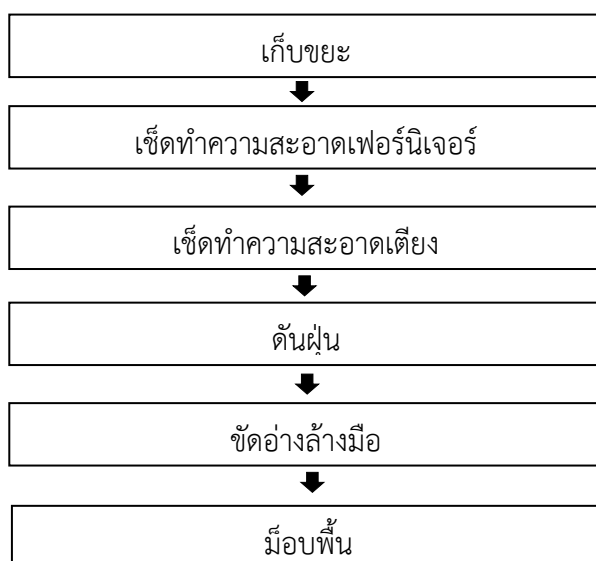 เก็บขยะ
เช็ดทำความสะอาดเฟอร์นิเจอร์
เช็ดทำความสะอาดเตียง
ดันฝุ่น
ขัดอ่างล้างมือ
ม็อบพื้น